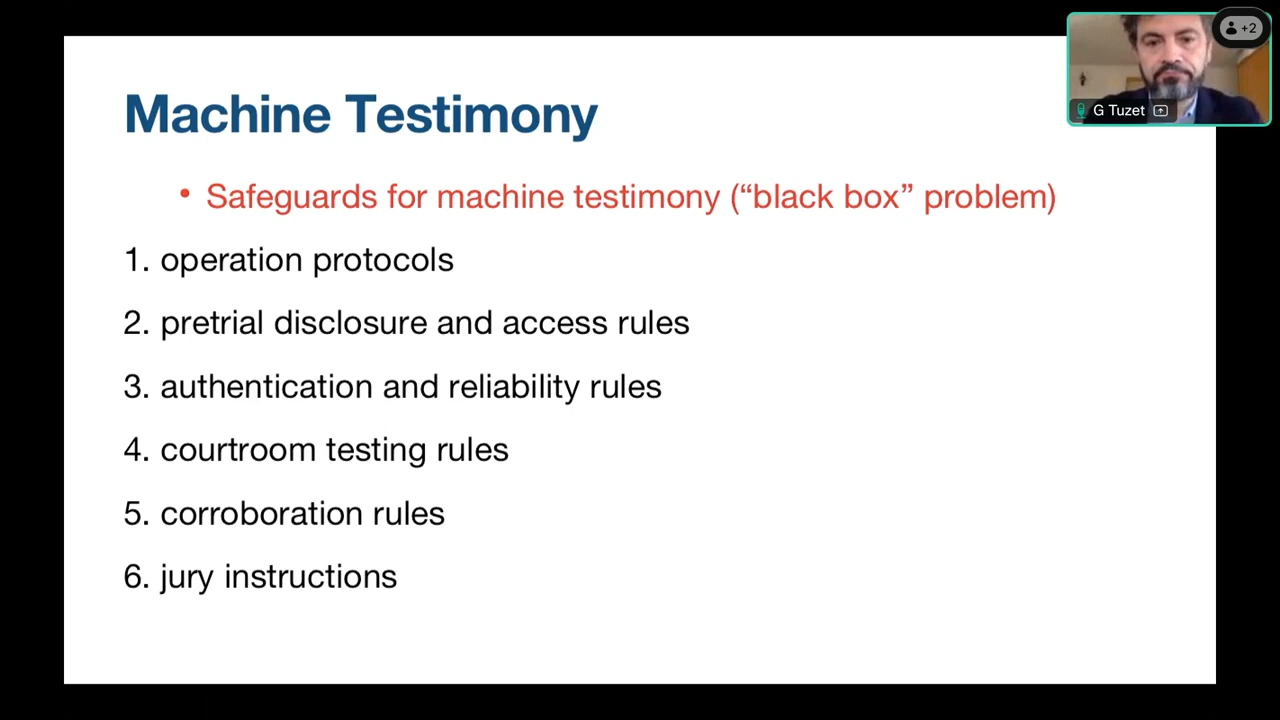 +2
G Tuzet
Machine Testimony
• Safeguards for machine testimony (“black box” problem)
1. operation protocols
2. pretrial disclosure and access rules
3. authentication and reliability rules
4. courtroom testing rules
5. corroboration rules
6. jury instructions